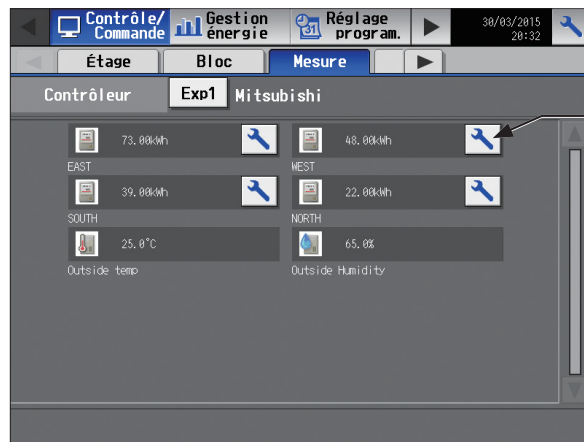 Contrôle/ Gestion Réglage 30/03/2015
Commande énergie program. 20:32
31
Étage Bloc Mesure
Contrôleur Exp1 Mitsubishi
73.00kWh 48.00kWh
EAST WEST
39.00kWh 22.00kWh
SOUTH NORTH
25.0°C 65.0%
Outside temp Outside Humidity